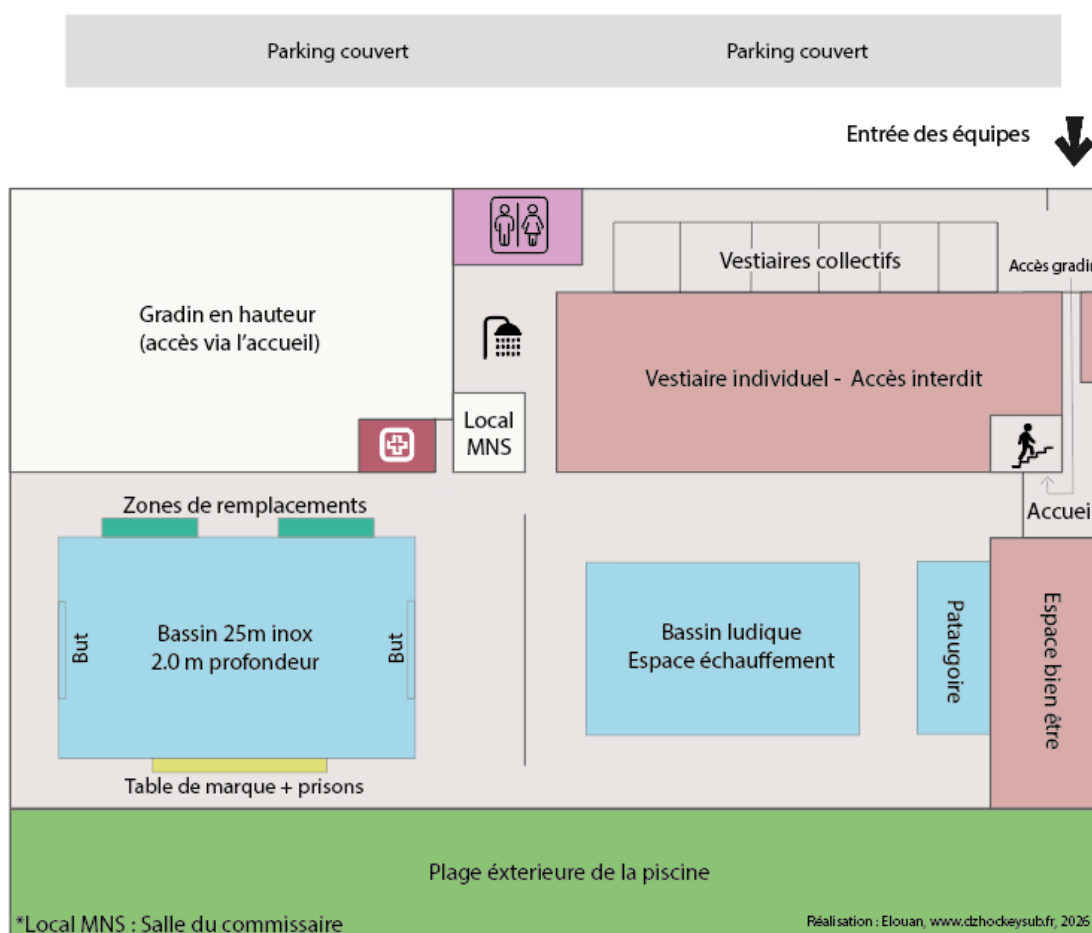 Parking couvert
Parking couvert
Entrée des équipes
Vestiaires collectifs
Accès gradin
Gradin en hauteur
(accès via l'accueil)
Vestiaire individuel - Accès interdit
Local
MNS
Accuei
Zones de remplacements
But
Bassin 25m inox
2.0 m profondeur
But
Bassin ludique
Espace échauffement
Pataugoire
Espace bien être
Table de marque + prisons
Plage éxterieure de la piscine
*Local MNS : Salle du commissaire
Réalisation : Elouan, www.dzhockeysub.fr, 2026